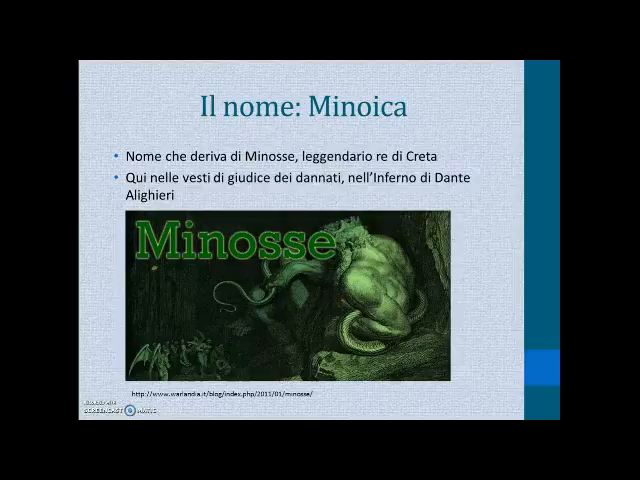 Il nome: Minoica
• Nome che deriva di Minosse, leggendario re di Creta
• Qui nelle vesti di giudice dei dannati, nell'Inferno di Dante
Alighieri
Minosse
http://www.warlandia.it/blog/index.php/2011/01/minosse/
SCREENCAST MATIC